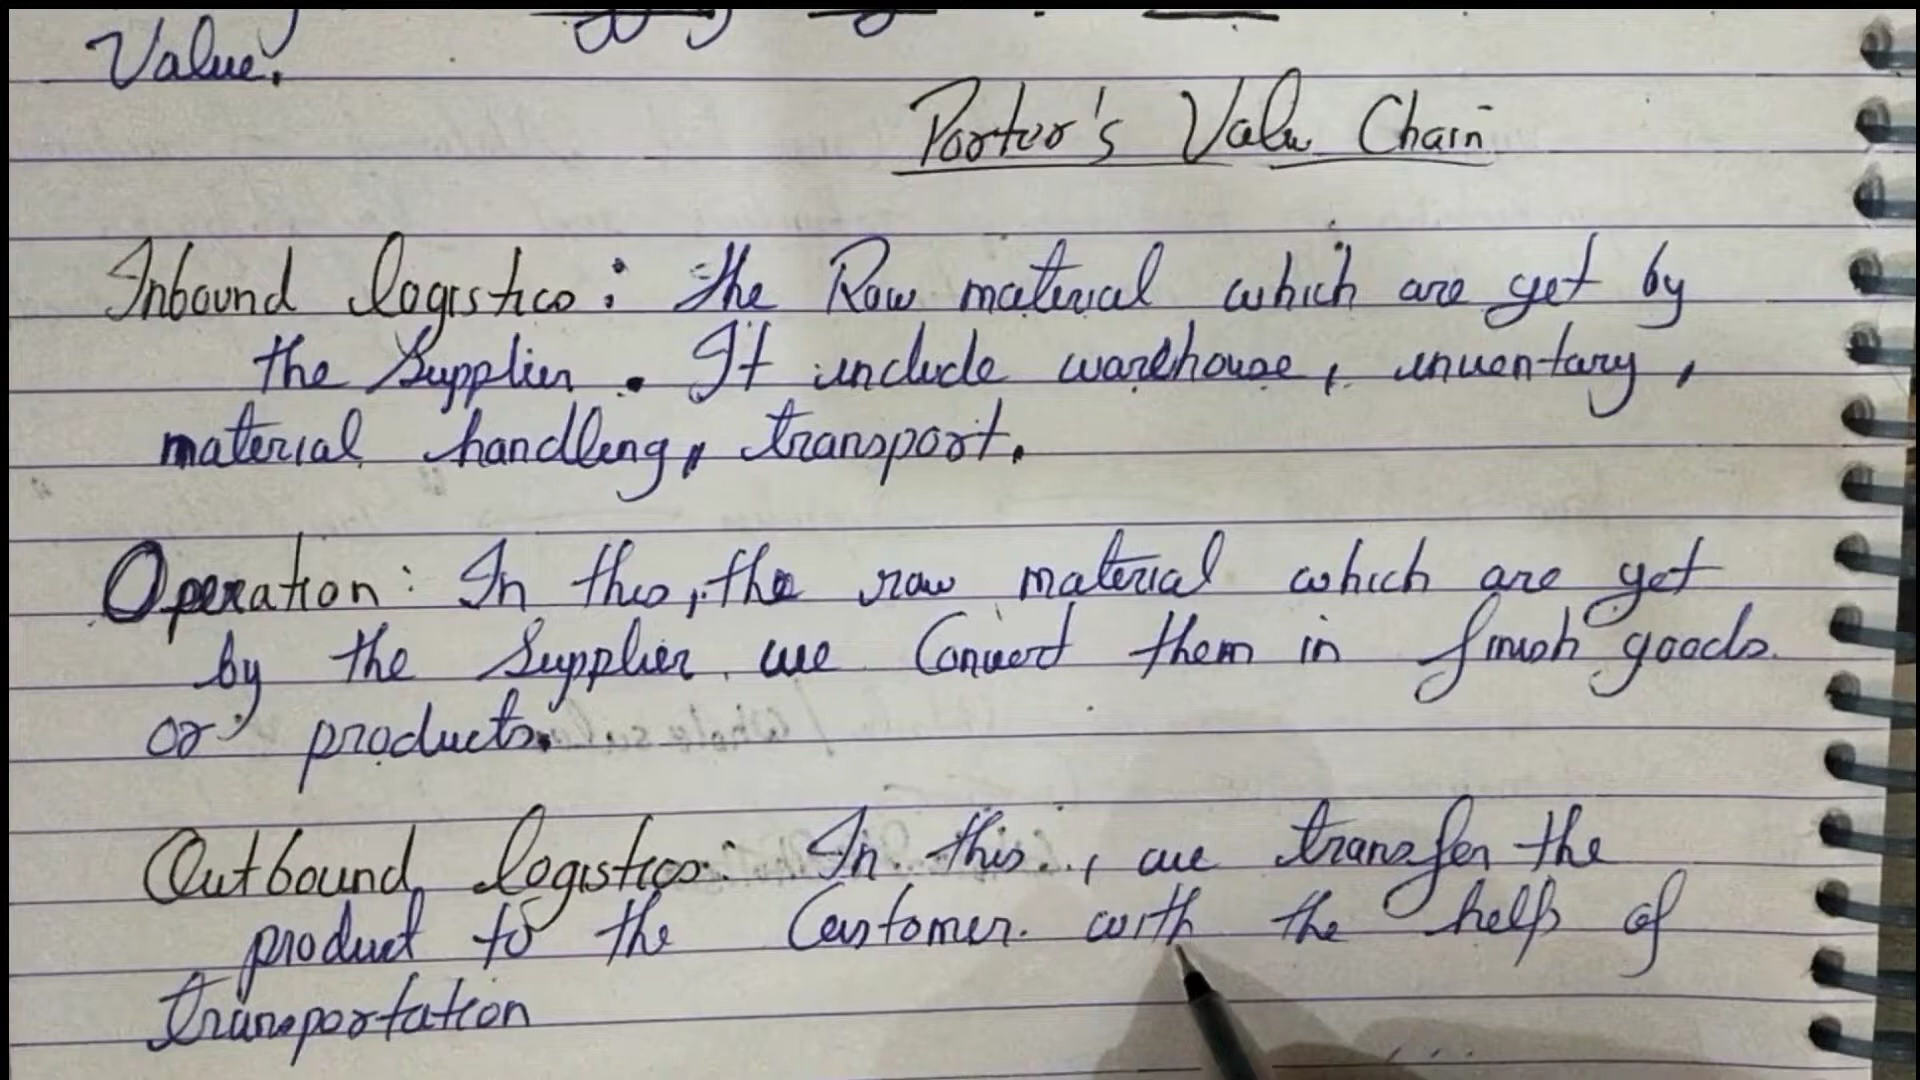 Value.
Porter's Value Chain
Inbound logistics: the Raw material which are get by
the Supplier. It include warehouse, inventary,
material handling, transport.
Operation: In this, the raw material which are get
by the Supplier we Convert them in finish goods
or products.
Outbound logistics: In this, we transfer the
product to the Customer with the help of
transportation